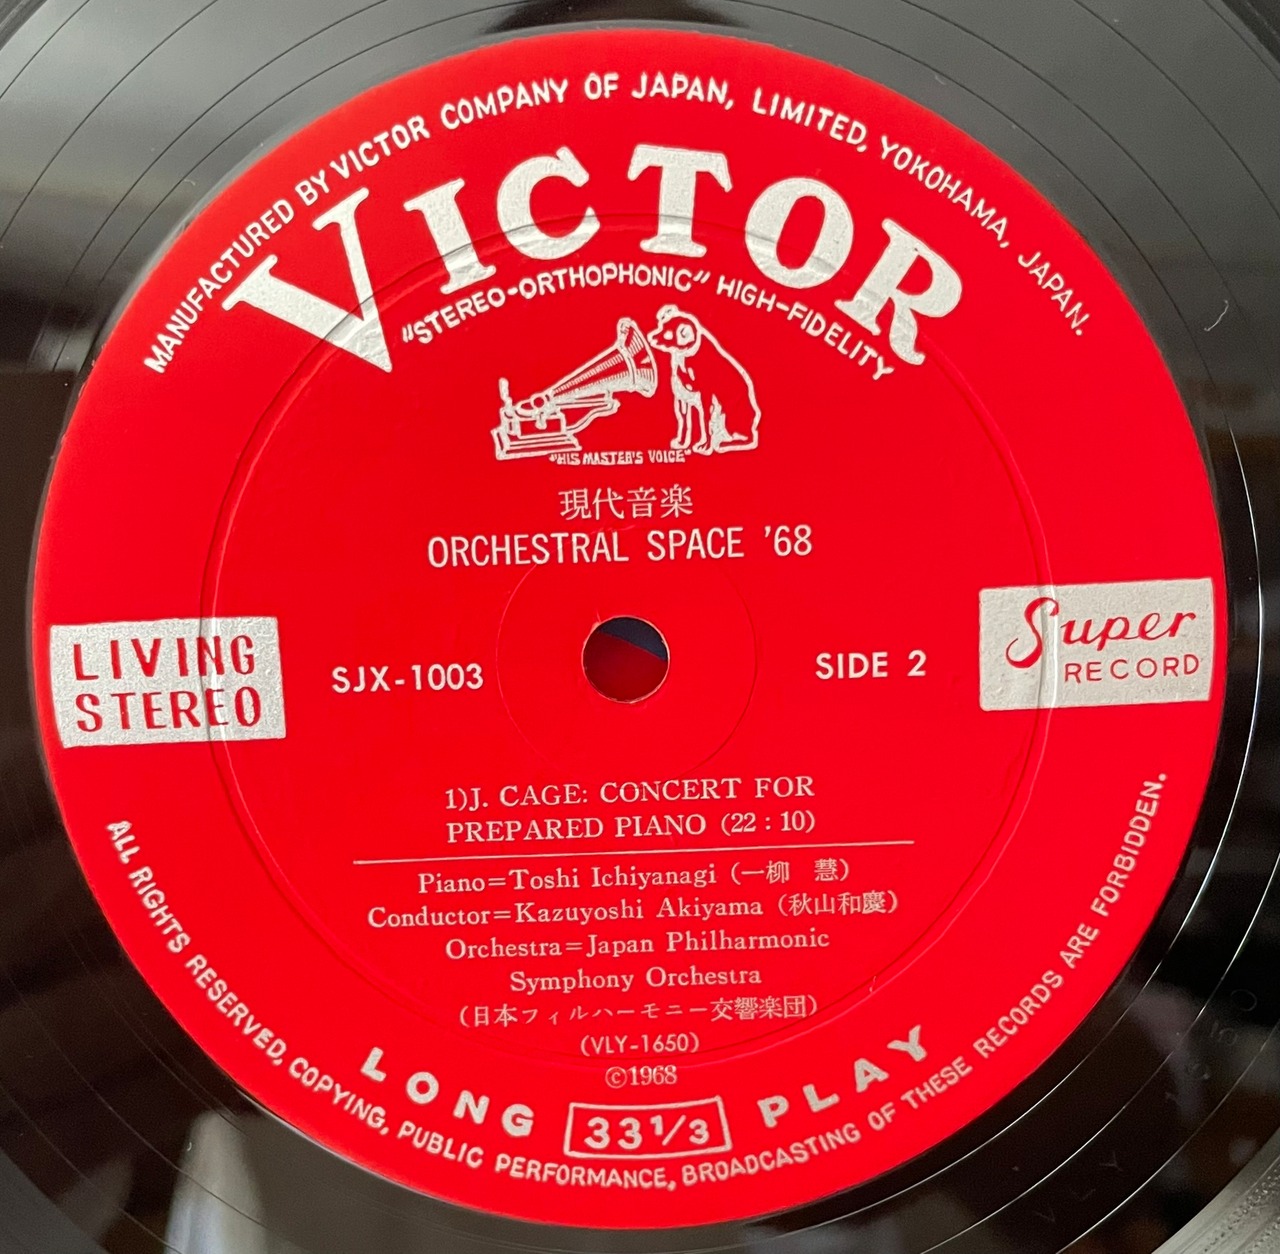 MANUFACTURED BY VICTOR COMPANY OF JAPAN, LIMITED, YOKOHAMA, JAPAN.
VICTOR
"STEREO-ORTHOPHONIC" HIGH-FIDELITY
"HIS MASTER'S VOICE"
現代音楽
ORCHESTRAL SPACE '68
LIVING
STEREO
SJX-1003
SIDE 2
Super
RECORD
1)J. CAGE: CONCERT FOR
PREPARED PIANO (22 : 10)
Piano=Toshi Ichiyanagi (一柳 慧)
Conductor=Kazuyoshi Akiyama (秋山和慶)
Orchestra=Japan Philharmonic
Symphony Orchestra
(日本フィルハーモニー交響楽団)
(VLY-1650)
©1968
LONG 33 1/3 PLAY
ALL RIGHTS RESERVED, COPYING, PUBLIC PERFORMANCE, BROADCASTING OF THESE RECORDS ARE FORBIDDEN.